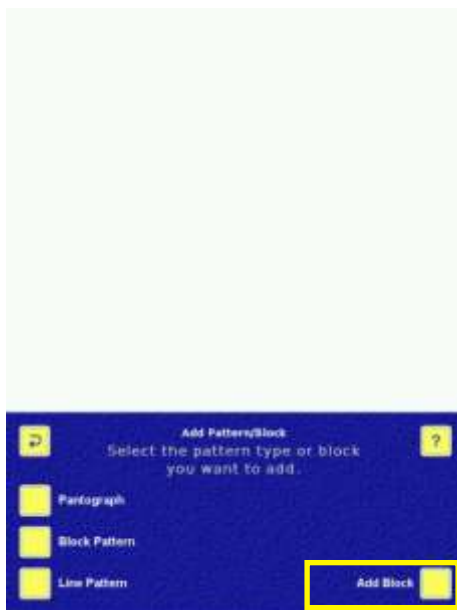 Add Pattern/Block
?
Select the pattern type or block
you want to add.
Pantograph
Block Pattern
Line Pattern
Add Block